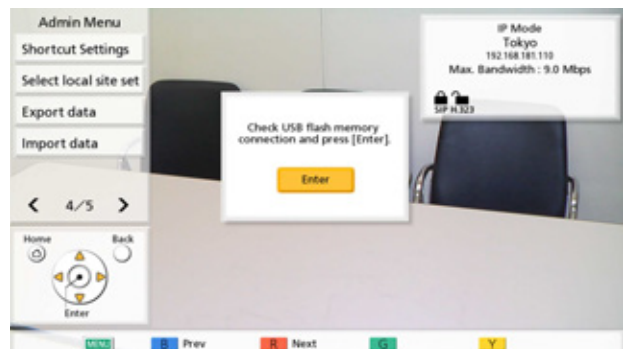 Admin Menu
Shortcut Settings
Select local site set
Export data
Import data
4/5
Home
Back
Enter
IP Mode
Tokyo
192.168.181.110
Max. Bandwidth : 9.0 Mbps
SIP H.323
Check USB flash memory
connection and press [Enter].
Enter
MENU
B Prev
R Next
G
Y